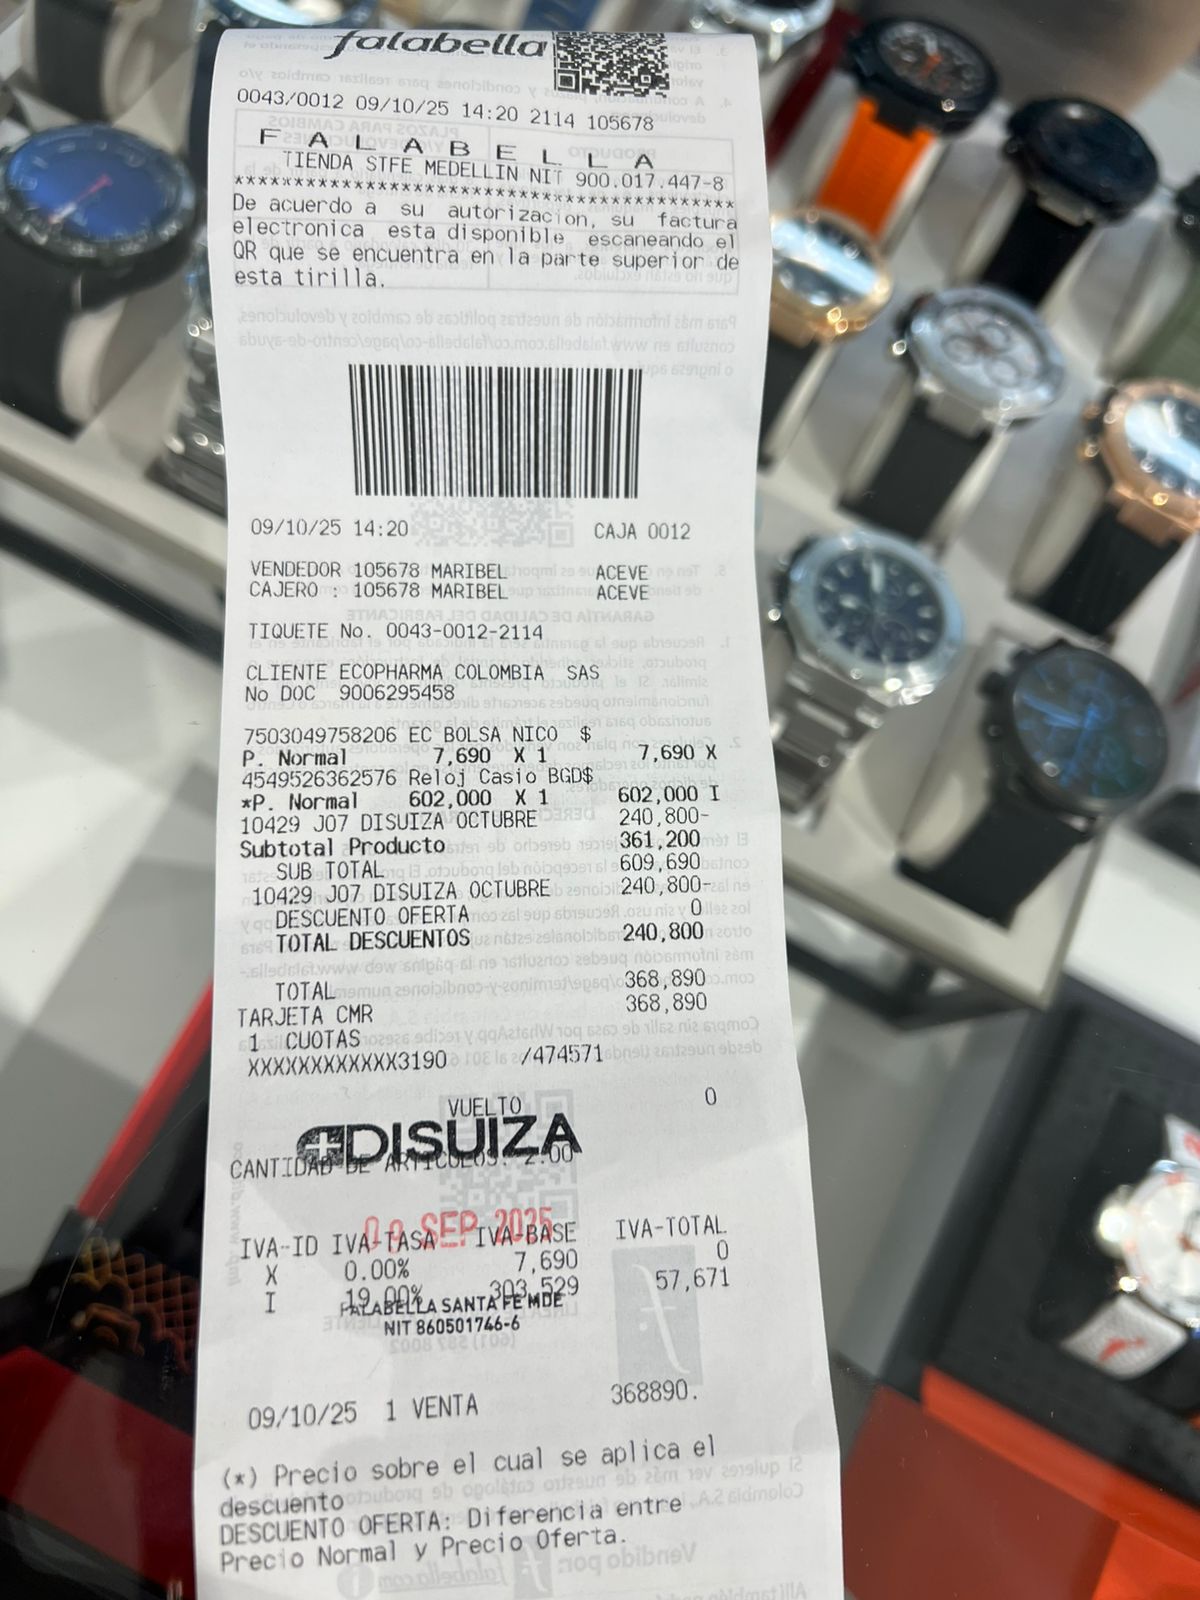 falabella
0043/0012 09/10/25 14:20 2114 105678
F A L A B E L L A
TIENDA STFE MEDELLIN NIT 900.017.447-8
******************************************
De acuerdo a su autorizacion, su factura
electronica esta disponible escaneando el
QR que se encuentra en la parte superior de
esta tirilla.
09/10/25 14:20 CAJA 0012
VENDEDOR 105678 MARIBEL ACEVE
CAJERO : 105678 MARIBEL ACEVE
TIQUETE No. 0043-0012-2114
CLIENTE ECOPHARMA COLOMBIA SAS
No DOC 9006295458
7503049758206 EC BOLSA NICO $
P. Normal 7,690 X 1 7,690 X
4549526362576 Reloj Casio BGD$
*P. Normal 602,000 X 1 602,000 I
10429 J07 DISUIZA OCTUBRE 240,800-
Subtotal Producto 361,200
SUB TOTAL 609,690
10429 J07 DISUIZA OCTUBRE 240,800-
DESCUENTO OFERTA 0
TOTAL DESCUENTOS 240,800
TOTAL 368,890
TARJETA CMR 368,890
1 CUOTAS
XXXXXXXXXXXX3190 /474571
VUELTO 0
DISUIZA
CANTIDAD DE ARTICULOS: 2.00
09 SEP 2025
IVA-ID IVA-TASA IVA-BASE IVA-TOTAL
X 0.00% 7,690 0
I 19.00% 303,529 57,671
FALABELLA SANTA FE MDE
NIT 860501746-6
09/10/25 1 VENTA 368890.
(*) Precio sobre el cual se aplica el
descuento
DESCUENTO OFERTA: Diferencia entre
Precio Normal y Precio Oferta.